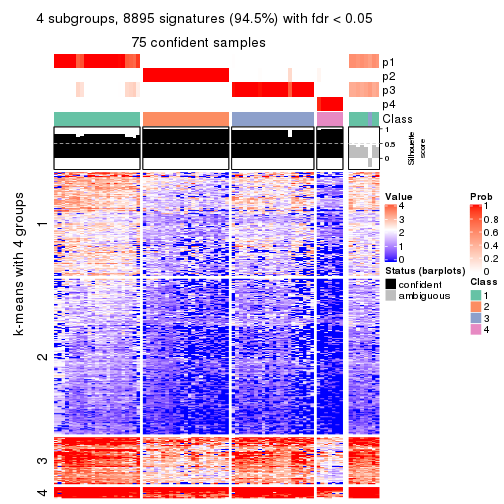 4 subgroups, 8895 signatures (94.5%) with fdr < 0.05
75 confident samples
p1
p2
p3
p4
Class
1
0.5
0
Silhouette
score
k-means with 4 groups
1
2
3
4
Value
4
3
2
1
0
Status (barplots)
confident
ambiguous
Prob
1
0.8
0.6
0.4
0.2
0
Class
1
2
3
4